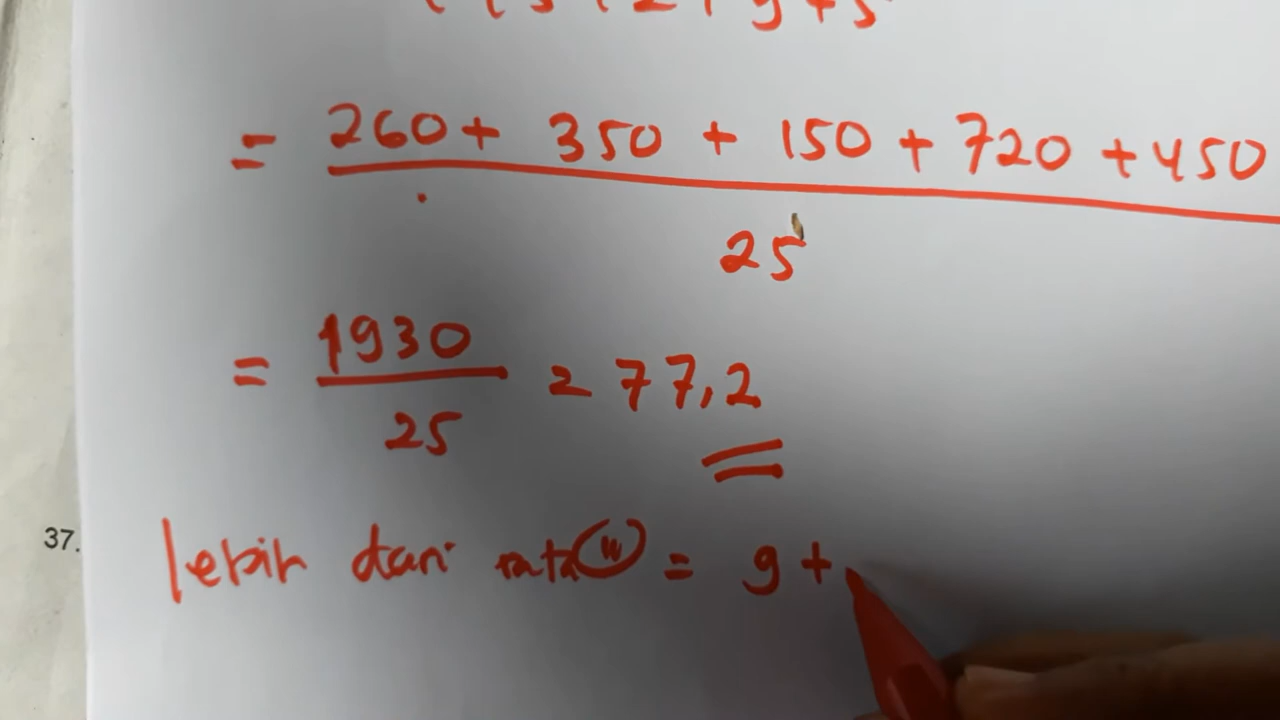 = 260 + 350 + 150 + 720 + 450
25
= 1930
25
= 77,2
37.
lebih dari rata (") = 9 +